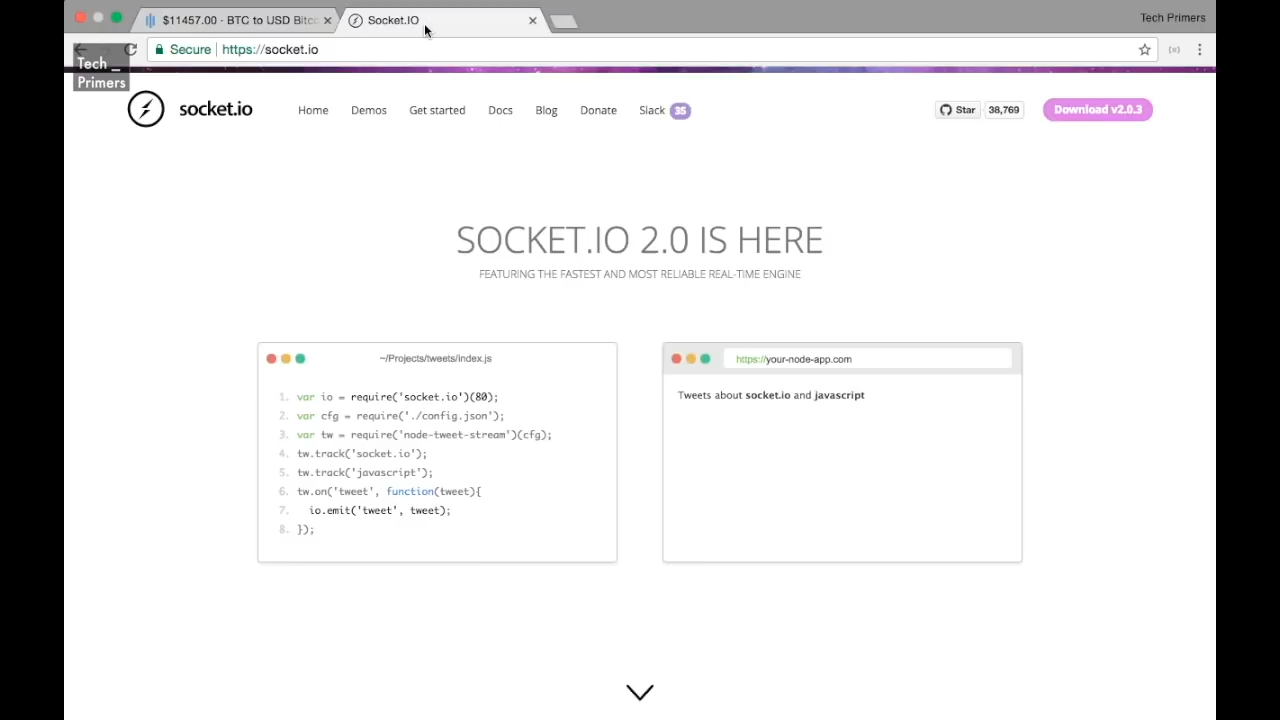 $11457.00 · BTC to USD Bitco
Socket.IO
Tech Primers
Secure
https://socket.io
Tech _
Primers
socket.io
Home
Demos
Get started
Docs
Blog
Donate
Slack 35
Star
38,769
Download v2.0.3
SOCKET.IO 2.0 IS HERE
FEATURING THE FASTEST AND MOST RELIABLE REAL-TIME ENGINE
~/Projects/tweets/index.js
1. var io = require('socket.io')(80);
2. var cfg = require('./config.json');
3. var tw = require('node-tweet-stream')(cfg);
4. tw.track('socket.io');
5. tw.track('javascript');
6. tw.on('tweet', function(tweet){
7. io.emit('tweet', tweet);
8. });
https://your-node-app.com
Tweets about socket.io and javascript